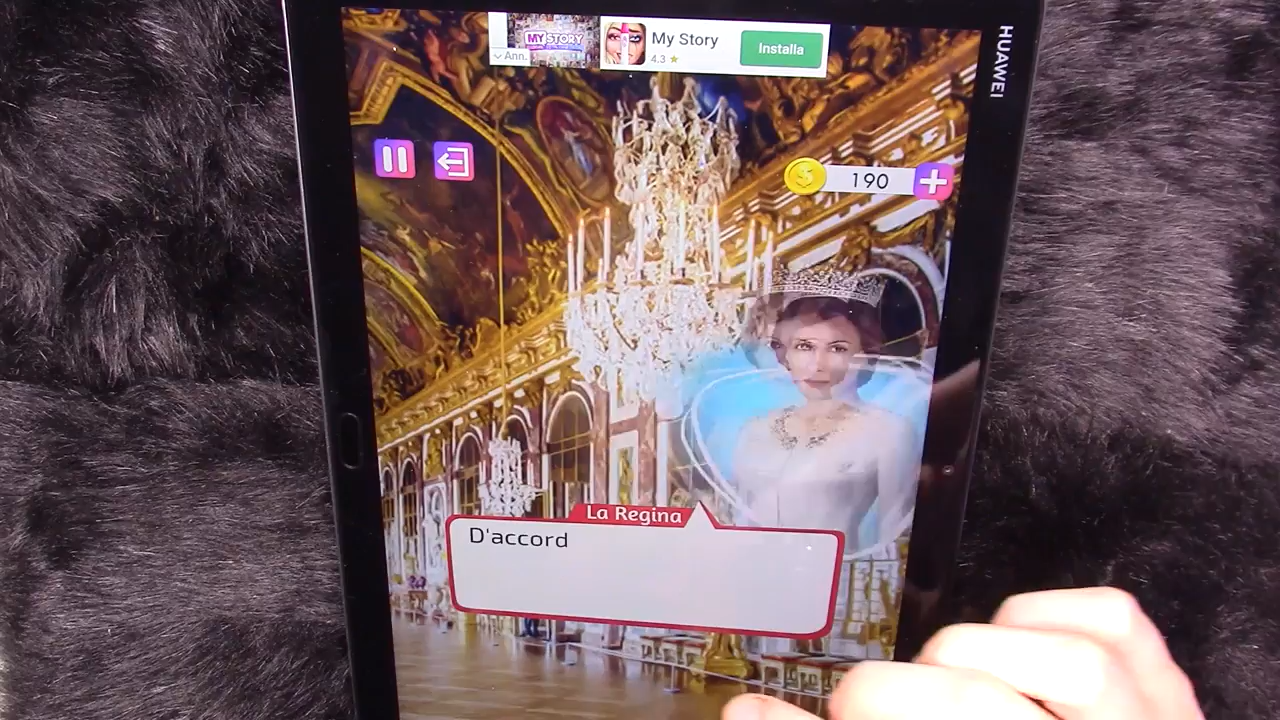 MY STORY
Ann.
My Story
4.3
Installa
HUAWEI
190
La Regina
D'accord